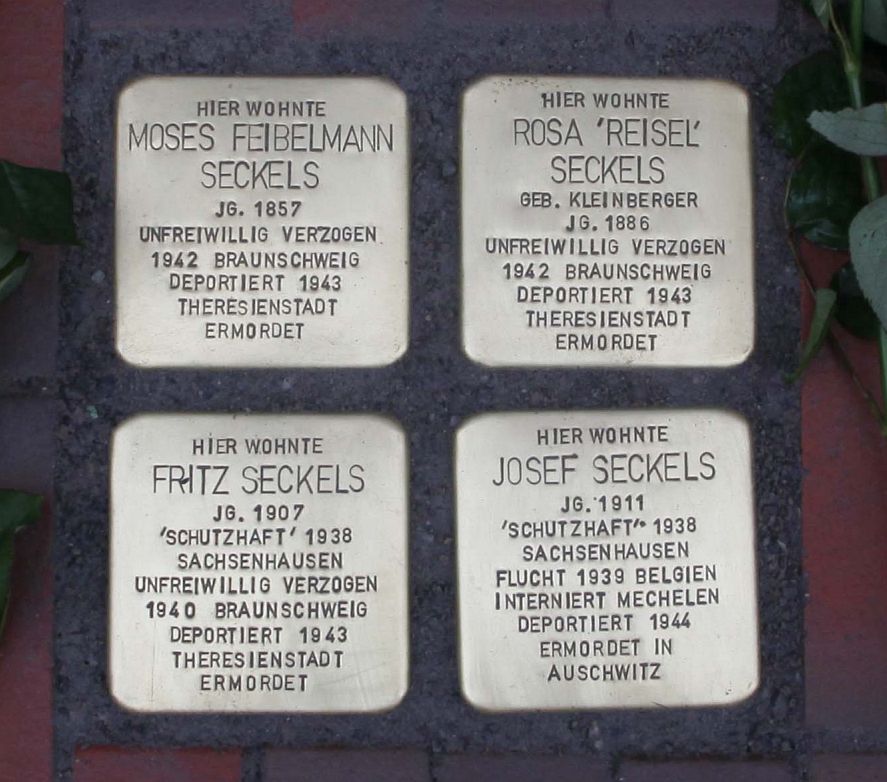 HIER WOHNTE
MOSES FEIBELMANN
SECKELS
JG. 1857
UNFREIWILLIG VERZOGEN
1942 BRAUNSCHWEIG
DEPORTIERT 1943
THERESIENSTADT
ERMORDET
HIER WOHNTE
ROSA 'REISEL'
SECKELS
GEB. KLEINBERGER
JG. 1886
UNFREIWILLIG VERZOGEN
1942 BRAUNSCHWEIG
DEPORTIERT 1943
THERESIENSTADT
ERMORDET
HIER WOHNTE
FRITZ SECKELS
JG. 1907
'SCHUTZHAFT' 1938
SACHSENHAUSEN
UNFREIWILLIG VERZOGEN
1940 BRAUNSCHWEIG
DEPORTIERT 1943
THERESIENSTADT
ERMORDET
HIER WOHNTE
JOSEF SECKELS
JG. 1911
'SCHUTZHAFT' 1938
SACHSENHAUSEN
FLUCHT 1939 BELGIEN
INTERNIERT MECHELEN
DEPORTIERT 1944
ERMORDET IN
AUSCHWITZ